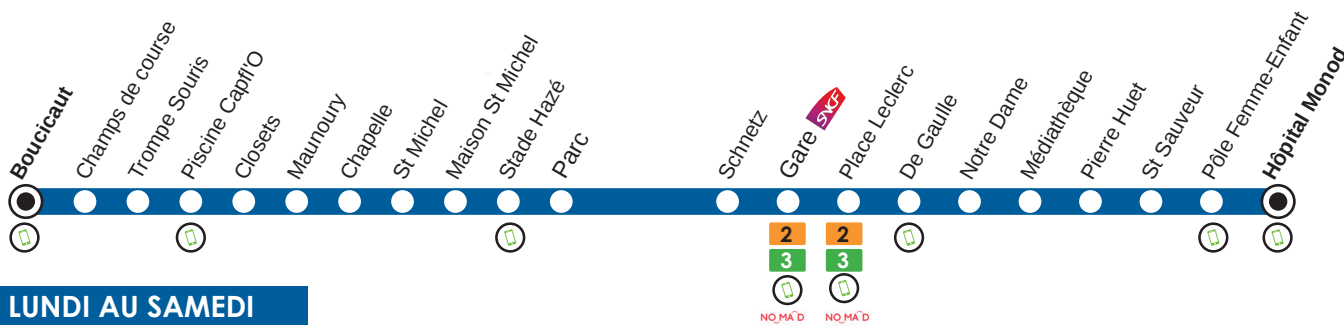 Boucicaut
Champs de course
Trompe Souris
Piscine Capfl'O
Closets
Maunoury
Chapelle
St Michel
Maison St Michel
Stade Hazé
Parc
Schnetz
Gare SNCF
Place Leclerc
De Gaulle
Notre Dame
Médiathèque
Pierre Huet
St Sauveur
Pôle Femme-Enfant
Hôpital Monod
2 2
3 3
NOMAD NOMAD
LUNDI AU SAMEDI